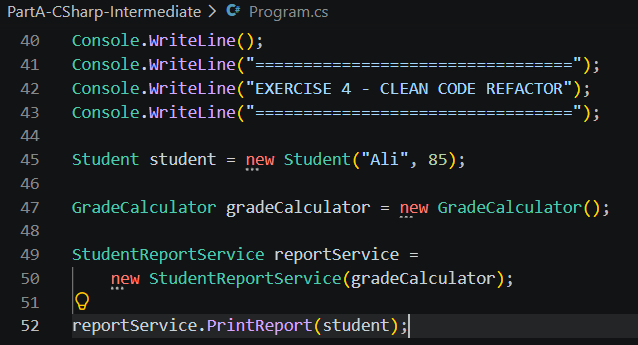 PartA-CSharp-Intermediate > Program.cs
40 Console.WriteLine();
41 Console.WriteLine("=================================");
42 Console.WriteLine("EXERCISE 4 - CLEAN CODE REFACTOR");
43 Console.WriteLine("=================================");
44
45 Student student = new Student("Ali", 85);
46
47 GradeCalculator gradeCalculator = new GradeCalculator();
48
49 StudentReportService reportService =
50     new StudentReportService(gradeCalculator);
51
52 reportService.PrintReport(student);